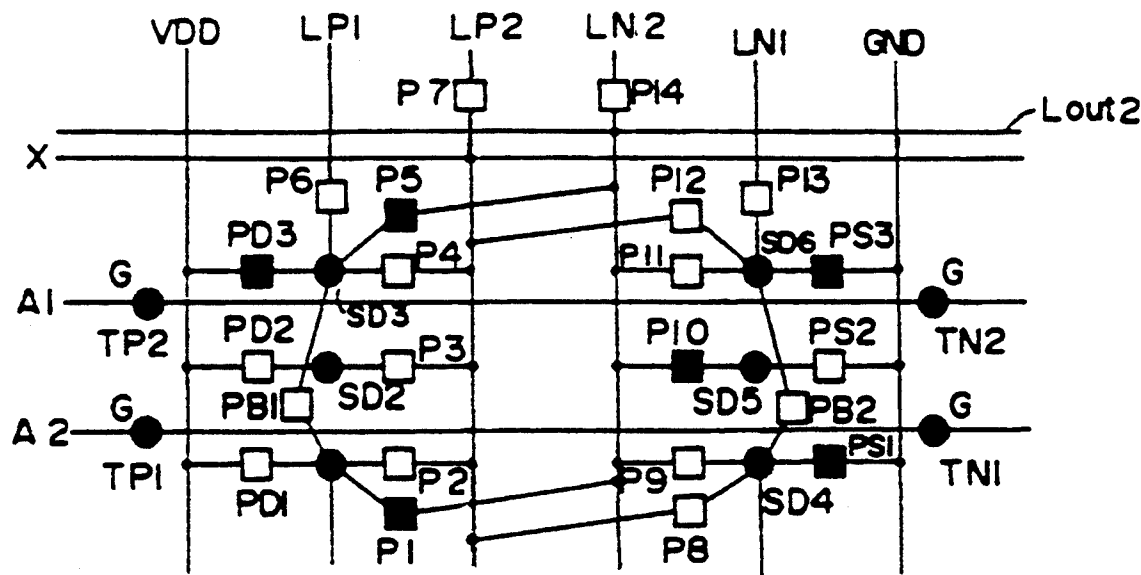 VDD LP1 LP2 LN2 LN1 GND
P7 P14
Lout2
X
P6 P5 P12 P13
PD3 P4 P11 SD6 PS3
G G
A1
SD3
TP2 PD2 P3 P10 PS2 TN2
SD2 SD5
G PB1 PB2 G
A2
TP1 P2 P9 PS1 TN1
PD1 SD4
P1 P8